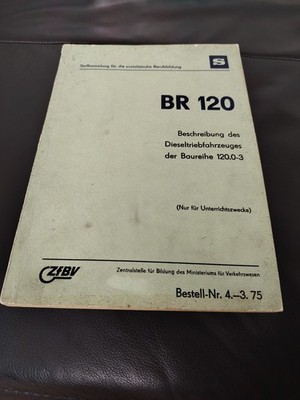 Stoffsammlung für die sozialistische Berufsbildung
S
BR 120
Beschreibung des
Dieseltriebfahrzeuges
der Baureihe 120.0-3
(Nur für Unterrichtszwecke)
ZfBV
Zentralstelle für Bildung des Ministeriums für Verkehrswesen
Bestell-Nr. 4.—3.75